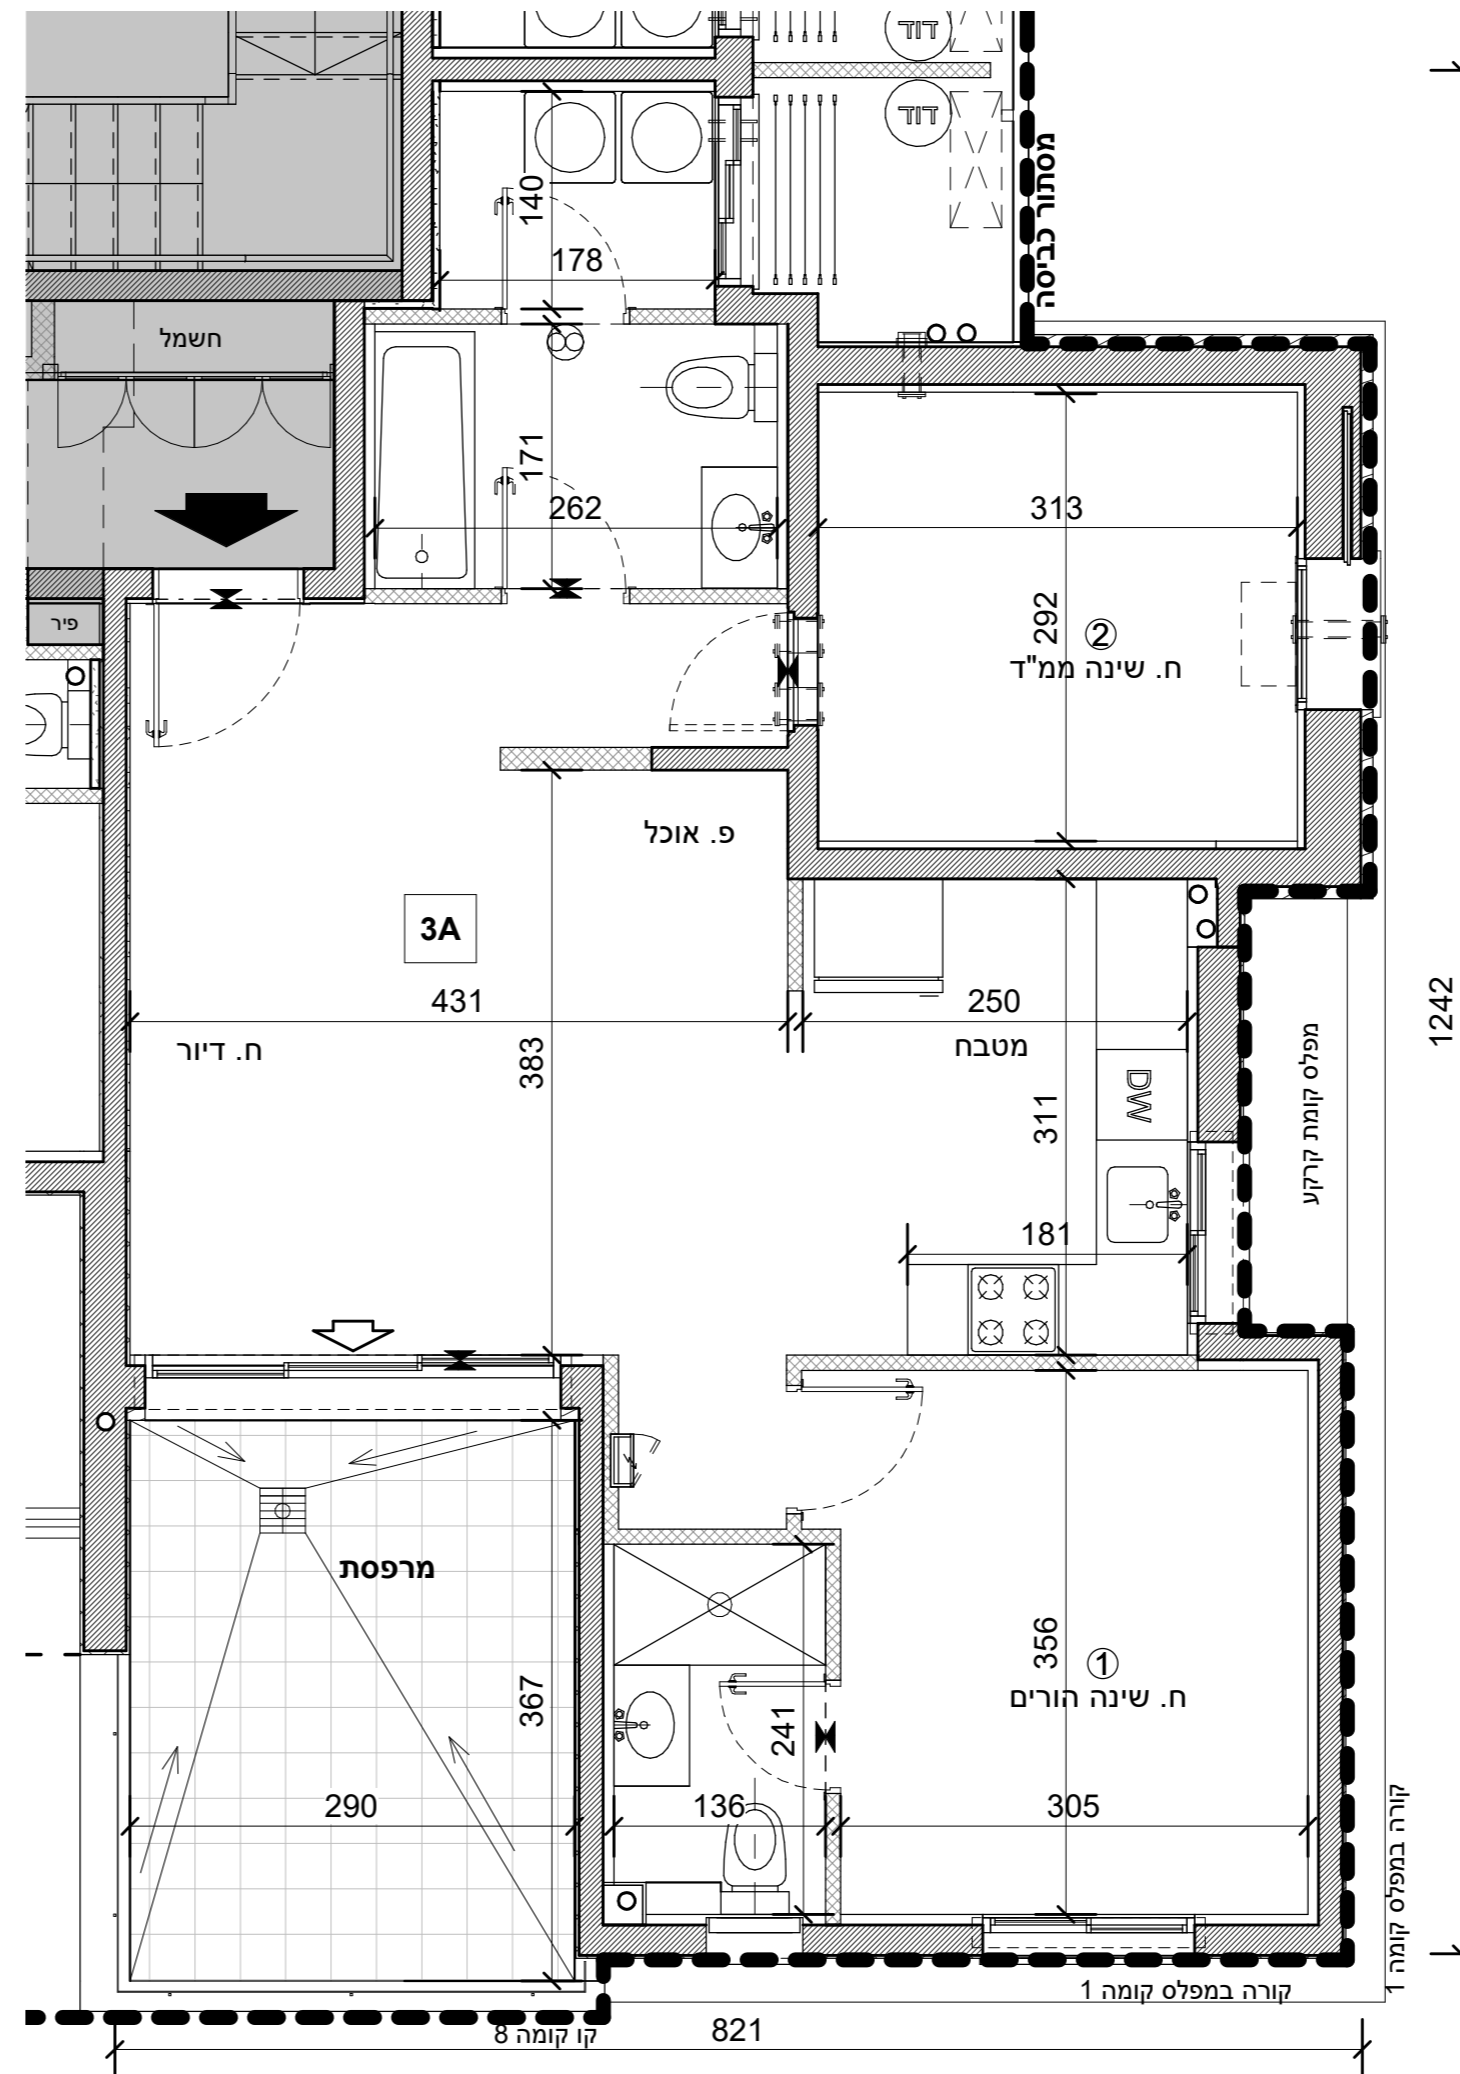 דוד
דוד
מסתור כביסה
140
178
חשמל
171
262
313
292
2
ח. שינה ממ"ד
פיר
פ. אוכל
3A
431
250
ח. דיור
383
מטבח
311
DW
181
מפלס קומת קרקע
1242
מרפסת
367
290
356
1
ח. שינה הורים
241
136
305
קורה במפלס קומה 1
קורה במפלס קומה 1
קו קומה 8
821